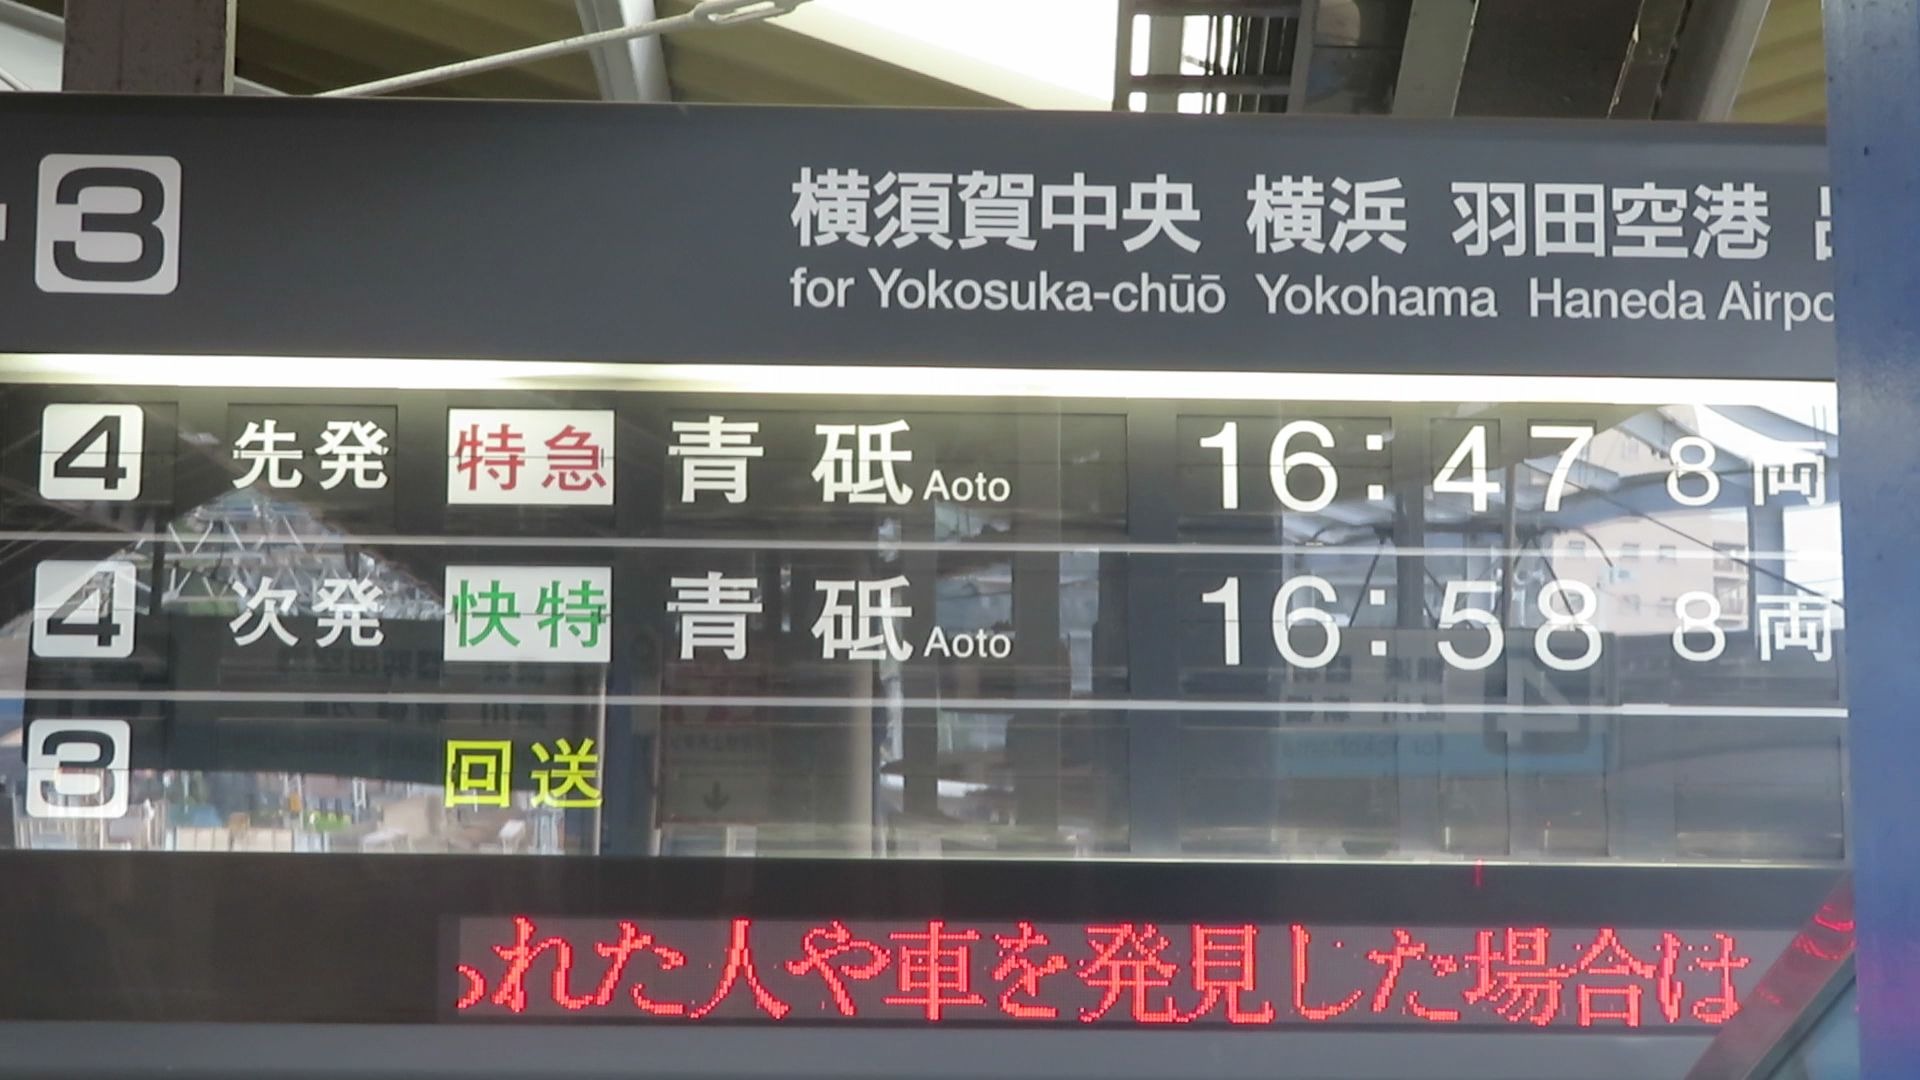 3 横須賀中央 横浜 羽田空港
for Yokosuka-chūō Yokohama Haneda
4 先発 特急 青砥 Aoto 16:47 8両
4 次発 快特 青砥 Aoto 16:58 8両
3 回送
れた人や車を発見した場合は